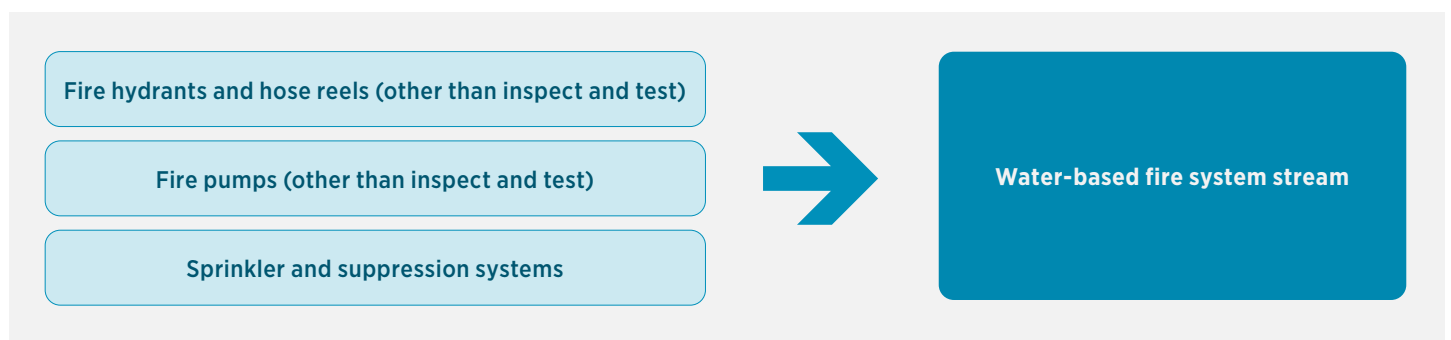 Fire hydrants and hose reels (other than inspect and test)
Fire pumps (other than inspect and test)
Sprinkler and suppression systems
Water-based fire system stream